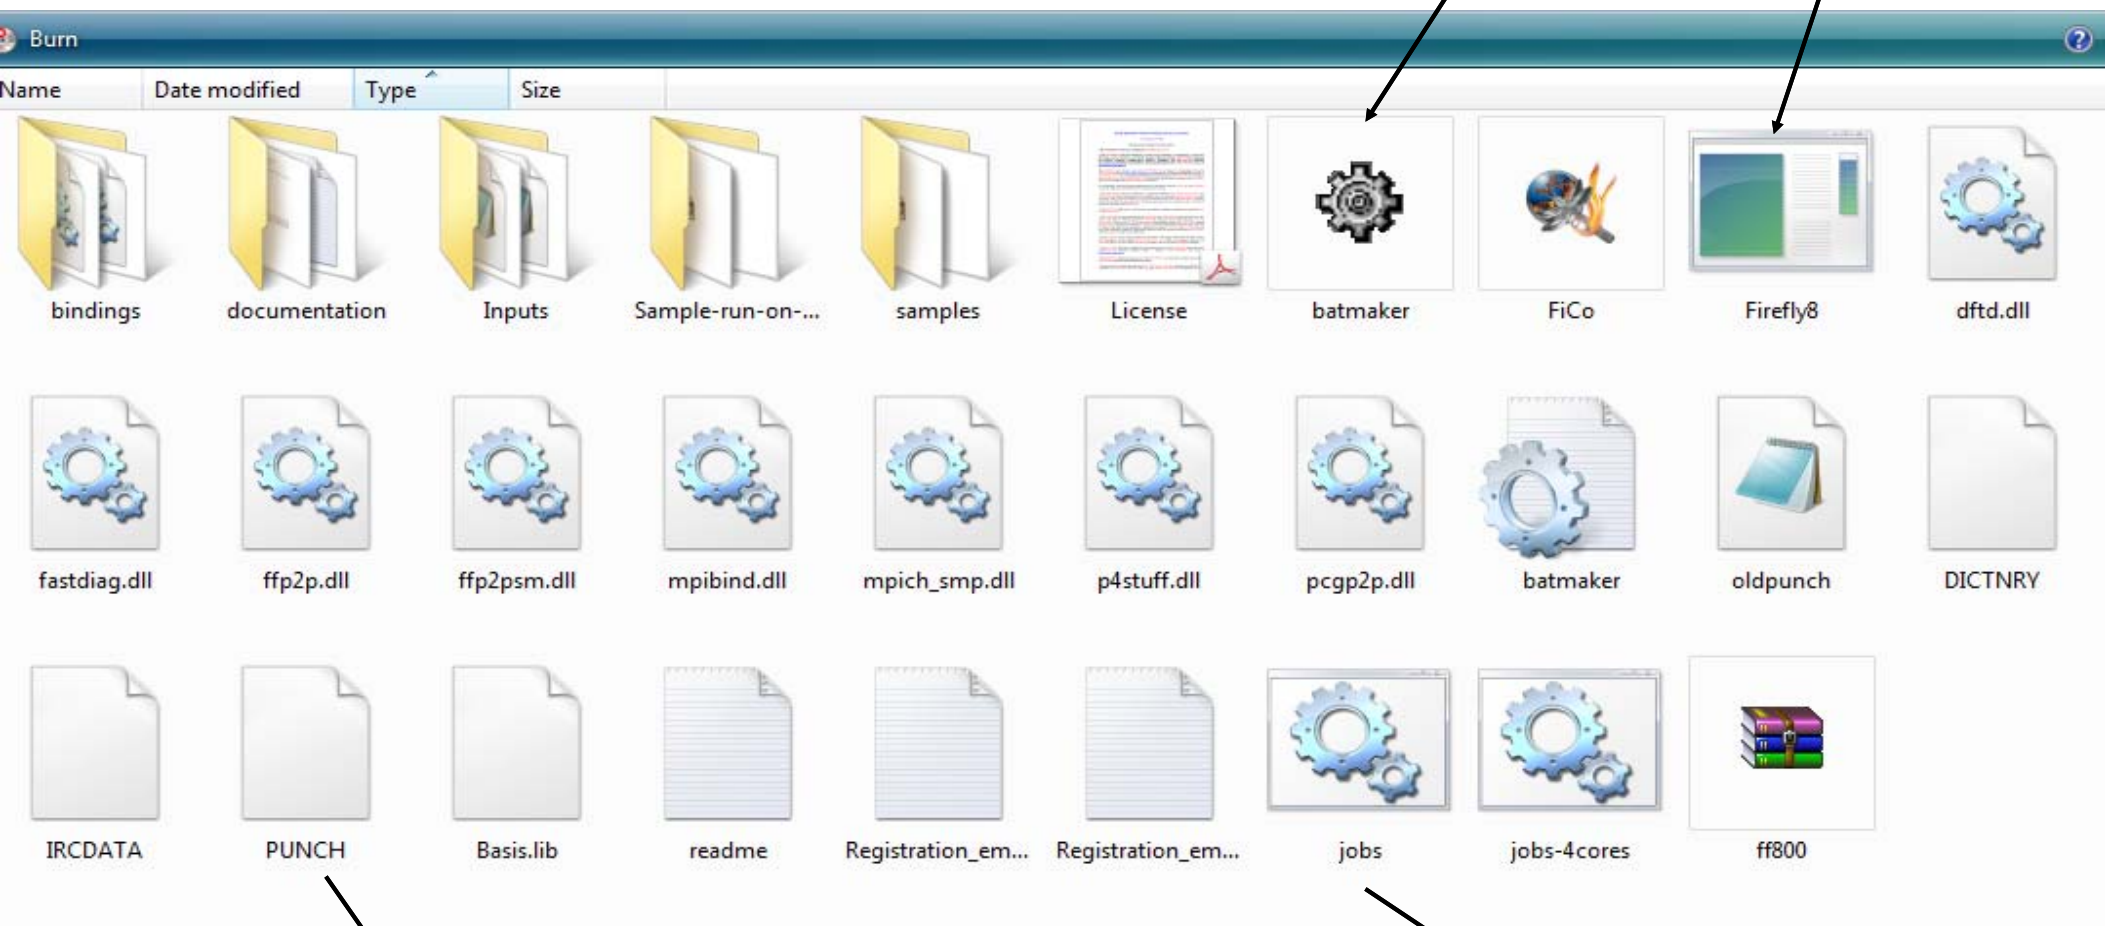 Burn
Name Date modified Type Size
bindings documentation Inputs Sample-run-on-... samples License batmaker FiCo Firefly8 dftd.dll
fastdiag.dll ffp2p.dll ffp2psm.dll mpibind.dll mpich_smp.dll p4stuff.dll pcgp2p.dll batmaker oldpunch DICTNRY
IRCDATA PUNCH Basis.lib readme Registration_em... Registration_em... jobs jobs-4cores ff800